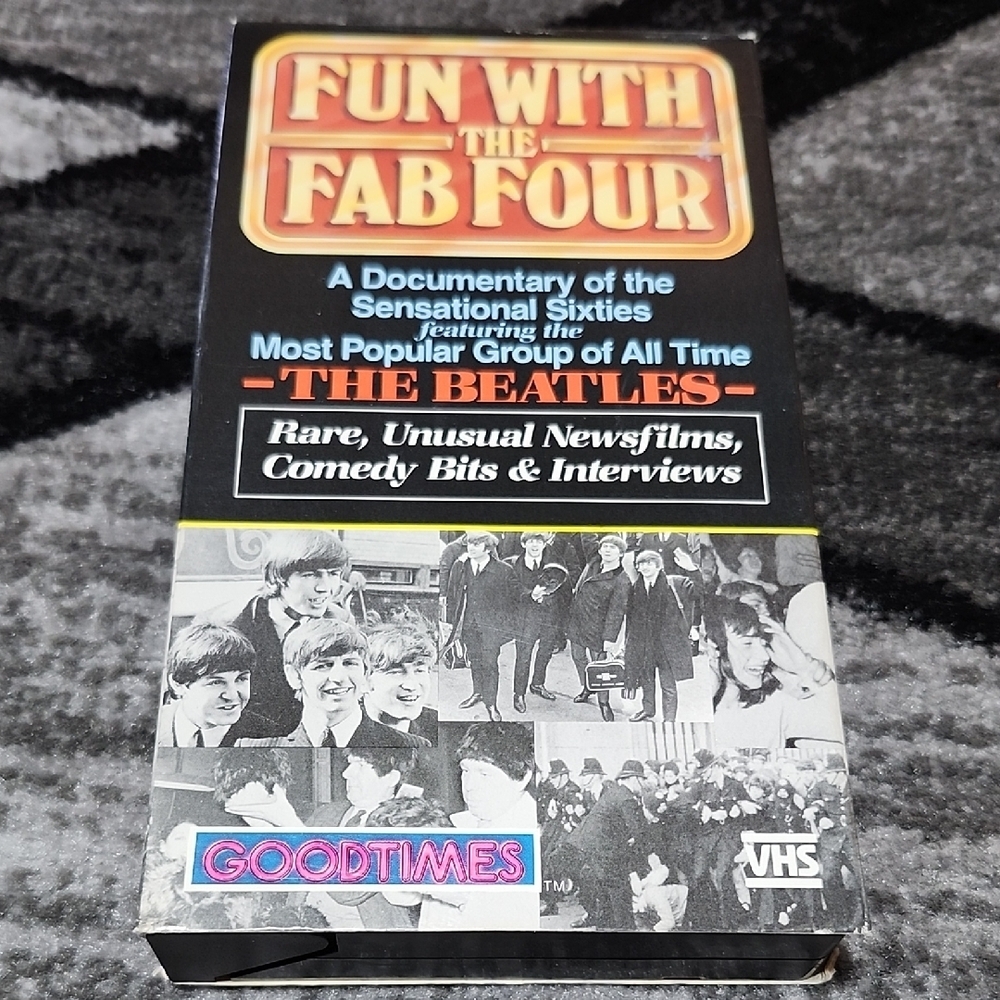 FUN WITH
THE
FAB FOUR
A Documentary of the
Sensational Sixties
featuring the
Most Popular Group of All Time
–THE BEATLES–
Rare, Unusual Newsfilms,
Comedy Bits & Interviews
GOODTIMES
TM
VHS